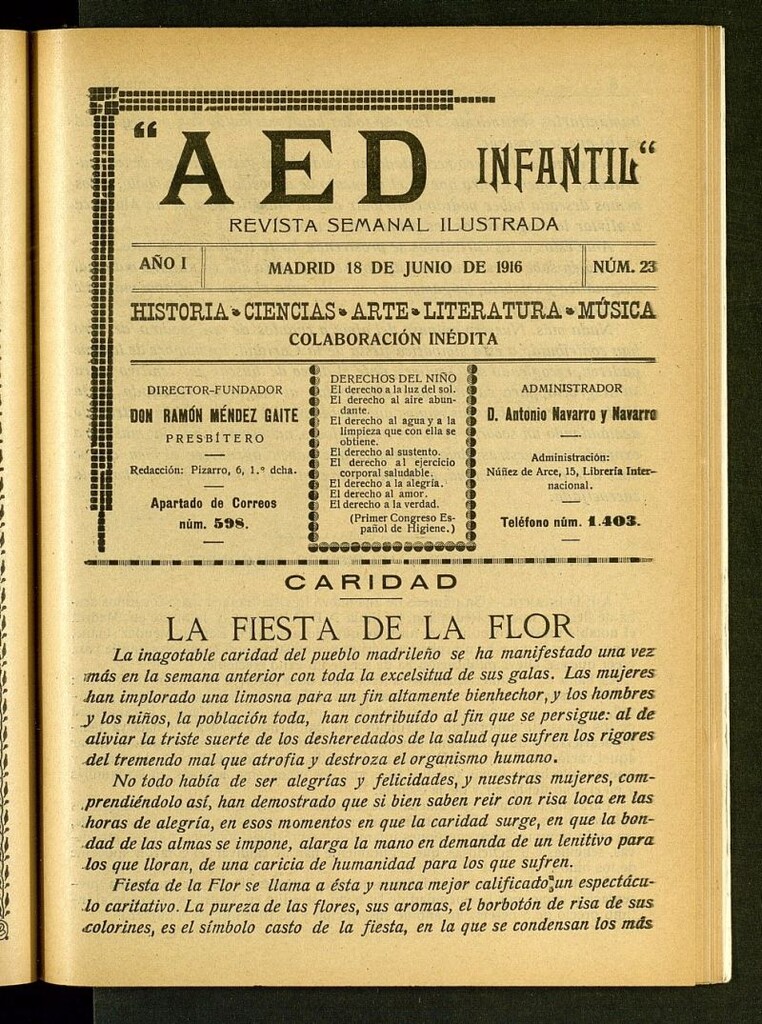 "AED INFANTIL"
REVISTA SEMANAL ILUSTRADA
AÑO I
MADRID 18 DE JUNIO DE 1916
NÚM. 23
HISTORIA • CIENCIAS • ARTE • LITERATURA • MÚSICA
COLABORACIÓN INÉDITA
DIRECTOR-FUNDADOR
DON RAMÓN MÉNDEZ GAITE
PRESBÍTERO
Redacción: Pizarro, 6, 1.º dcha.
Apartado de Correos
núm. 598.
DERECHOS DEL NIÑO
El derecho a la luz del sol.
El derecho al aire abun-
dante.
El derecho al agua y a la
limpieza que con ella se
obtiene.
El derecho al sustento.
El derecho al ejercicio
corporal saludable.
El derecho a la alegría.
El derecho al amor.
El derecho a la verdad.
(Primer Congreso Es-
pañol de Higiene.)
ADMINISTRADOR
D. Antonio Navarro y Navarro
Administración:
Núñez de Arce, 15, Librería Inter-
nacional.
Teléfono núm. 1.403.
CARIDAD
LA FIESTA DE LA FLOR
La inagotable caridad del pueblo madrileño se ha manifestado una vez
más en la semana anterior con toda la excelsitud de sus galas. Las mujeres
han implorado una limosna para un fin altamente bienhechor, y los hombres
y los niños, la población toda, han contribuído al fin que se persigue: al de
aliviar la triste suerte de los desheredados de la salud que sufren los rigores
del tremendo mal que atrofia y destroza el organismo humano.
No todo había de ser alegrías y felicidades, y nuestras mujeres, com-
prendiéndolo así, han demostrado que si bien saben reir con risa loca en las
horas de alegría, en esos momentos en que la caridad surge, en que la bon-
dad de las almas se impone, alarga la mano en demanda de un lenitivo para
los que lloran, de una caricia de humanidad para los que sufren.
Fiesta de la Flor se llama a ésta y nunca mejor calificado un espectácu-
lo caritativo. La pureza de las flores, sus aromas, el borbotón de risa de sus
colorines, es el símbolo casto de la fiesta, en la que se condensan los más